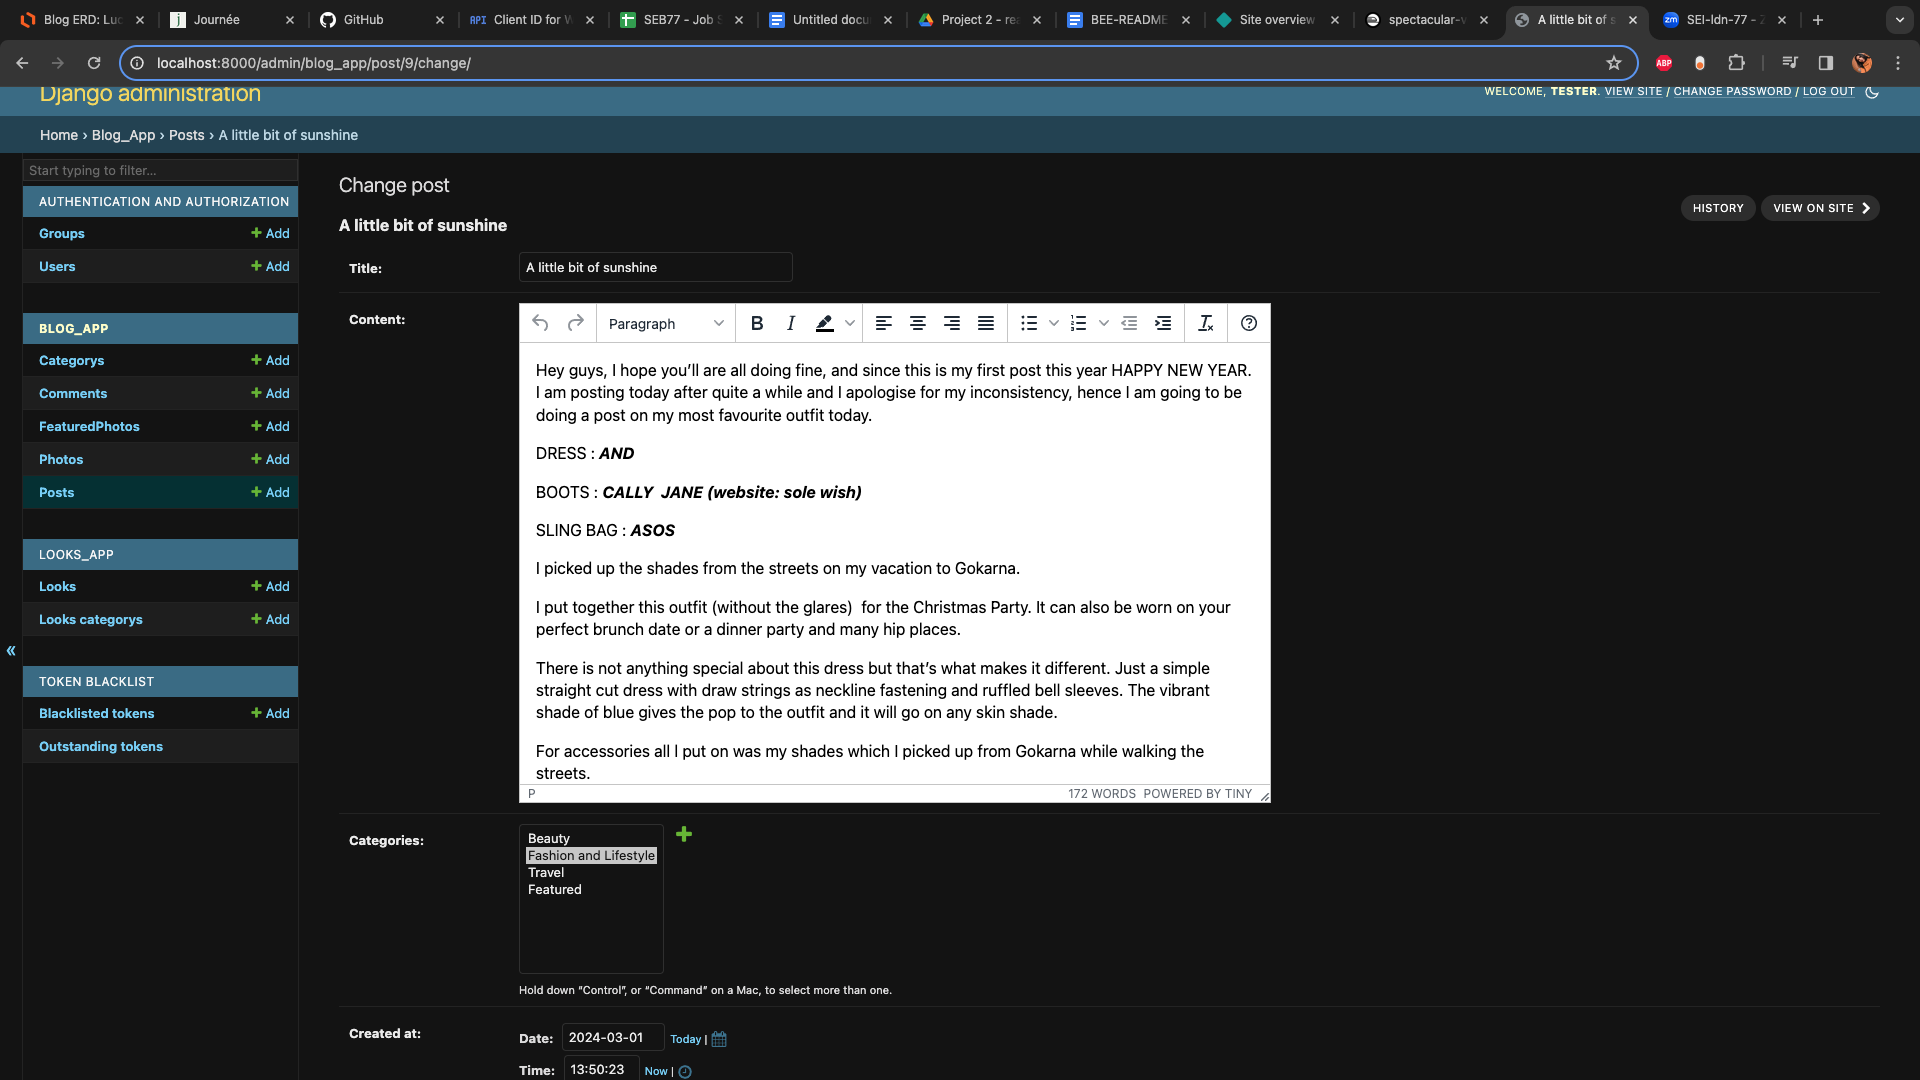 Blog ERD: Luc
Journée
GitHub
API Client ID for W
SEB77 - Job S
Untitled docu
Project 2 - rea
BEE-README
Site overview
spectacular-v
A little bit of s
zm SEI-ldn-77 - Z
localhost:8000/admin/blog_app/post/9/change/
ABP
Django administration
WELCOME, TESTER. VIEW SITE / CHANGE PASSWORD / LOG OUT
Home › Blog_App › Posts › A little bit of sunshine
Start typing to filter...
AUTHENTICATION AND AUTHORIZATION
Groups + Add
Users + Add
BLOG_APP
Categorys + Add
Comments + Add
FeaturedPhotos + Add
Photos + Add
Posts + Add
LOOKS_APP
Looks + Add
Looks categorys + Add
«
TOKEN BLACKLIST
Blacklisted tokens + Add
Outstanding tokens
Change post
HISTORY
VIEW ON SITE
A little bit of sunshine
Title: A little bit of sunshine
Content:
Paragraph B I
Hey guys, I hope you’ll are all doing fine, and since this is my first post this year HAPPY NEW YEAR.
I am posting today after quite a while and I apologise for my inconsistency, hence I am going to be
doing a post on my most favourite outfit today.
DRESS : AND
BOOTS : CALLY  JANE (website: sole wish)
SLING BAG : ASOS
I picked up the shades from the streets on my vacation to Gokarna.
I put together this outfit (without the glares)  for the Christmas Party. It can also be worn on your
perfect brunch date or a dinner party and many hip places.
There is not anything special about this dress but that’s what makes it different. Just a simple
straight cut dress with draw strings as neckline fastening and ruffled bell sleeves. The vibrant
shade of blue gives the pop to the outfit and it will go on any skin shade.
For accessories all I put on was my shades which I picked up from Gokarna while walking the
streets.
P 172 WORDS POWERED BY TINY
Categories:
Beauty
Fashion and Lifestyle
Travel
Featured
Hold down “Control”, or “Command” on a Mac, to select more than one.
Created at:
Date: 2024-03-01 Today |
Time: 13:50:23 Now |